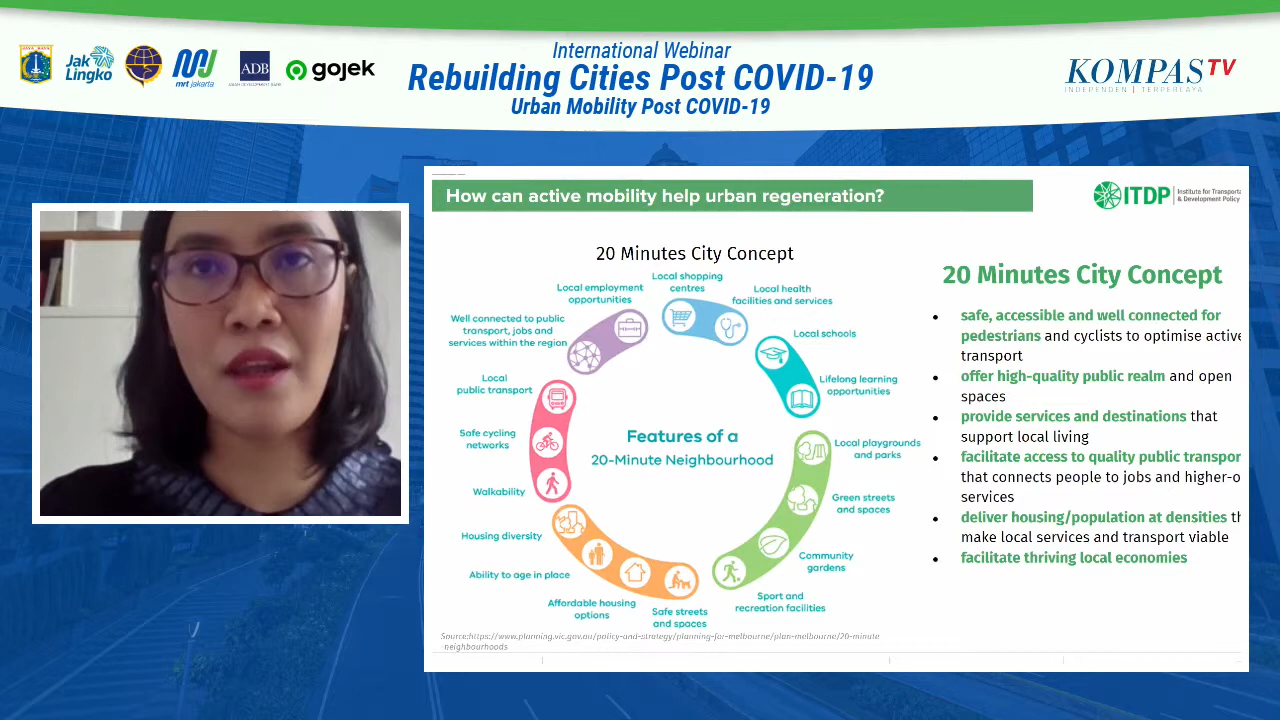 International Webinar
Rebuilding Cities Post COVID-19
Urban Mobility Post COVID-19
JAYA RAYA
Jak
Lingko
mrt jakarta
ADB
ASIAN DEVELOPMENT BANK
gojek
KOMPAS TV
INDEPENDEN | TERPERCAYA
How can active mobility help urban regeneration?
ITDP
Institute for Transporta
& Development Policy
20 Minutes City Concept
Local shopping
centres
Local health
facilities and services
Local schools
Lifelong learning
opportunities
Local playgrounds
and parks
Green streets
and spaces
Community
gardens
Sport and
recreation facilities
Safe streets
and spaces
Affordable housing
options
Ability to age in place
Housing diversity
Walkability
Safe cycling
networks
Local
public transport
Well connected to public
transport, jobs and
services within the region
Local employment
opportunities
Features of a
20-Minute Neighbourhood
Source:https://www.planning.vic.gov.au/policy-and-strategy/planning-for-melbourne/plan-melbourne/20-minute
-neighbourhoods
20 Minutes City Concept
• safe, accessible and well connected for
pedestrians and cyclists to optimise active
transport
• offer high-quality public realm and open
spaces
• provide services and destinations that
support local living
• facilitate access to quality public transpor
that connects people to jobs and higher-o
services
• deliver housing/population at densities th
make local services and transport viable
• facilitate thriving local economies